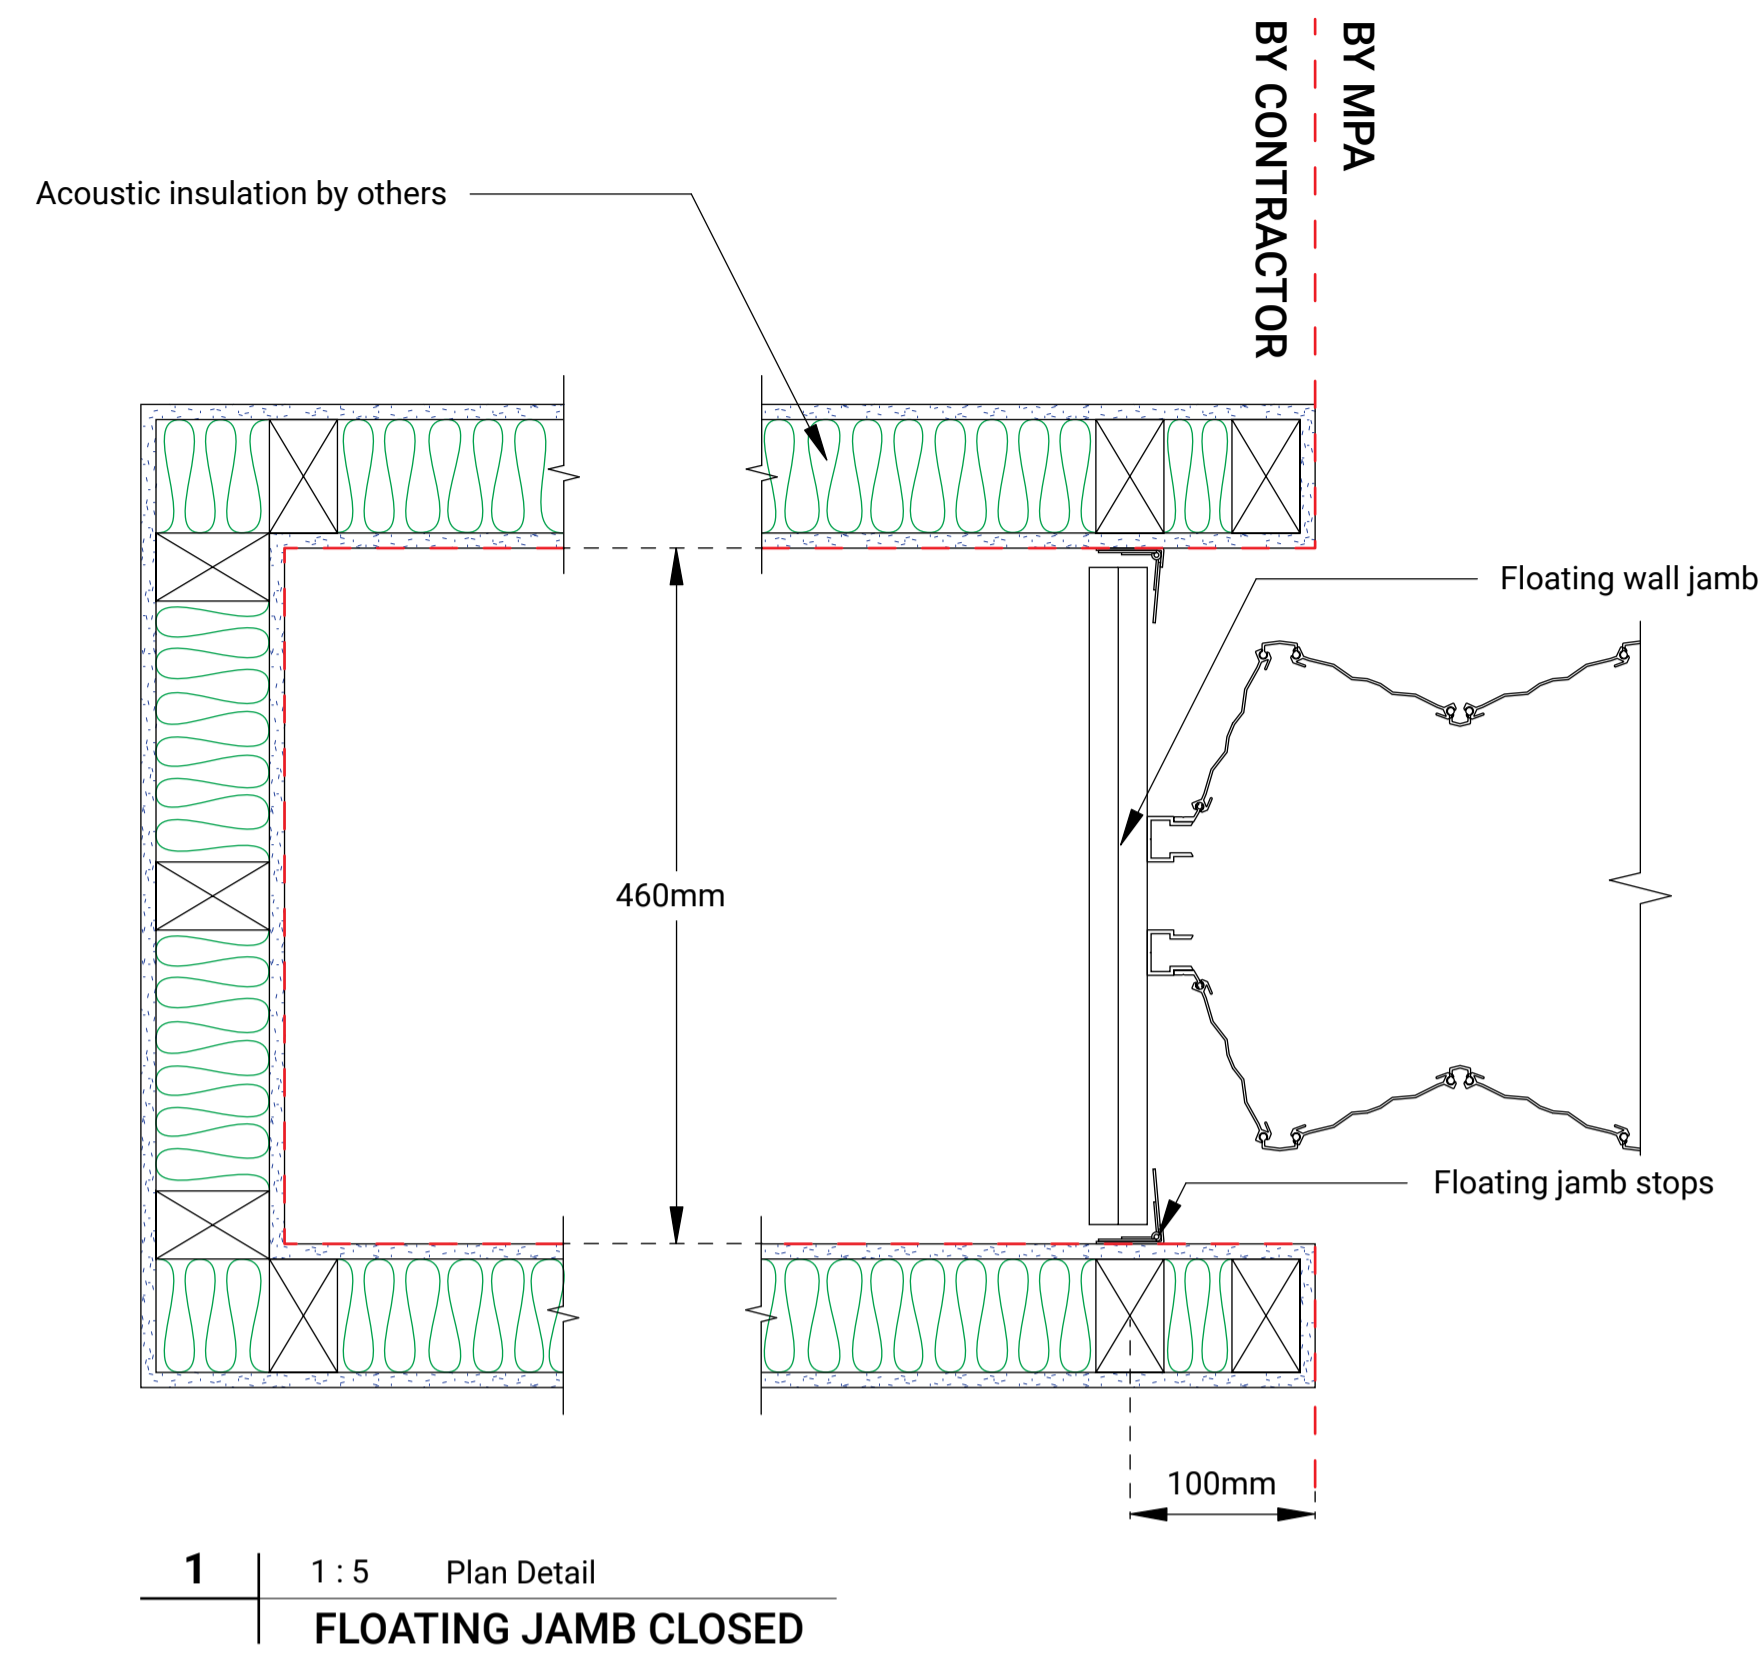 BY MPA
BY CONTRACTOR
Acoustic insulation by others
Floating wall jamb
460mm
Floating jamb stops
100mm
1
1 : 5 Plan Detail
FLOATING JAMB CLOSED